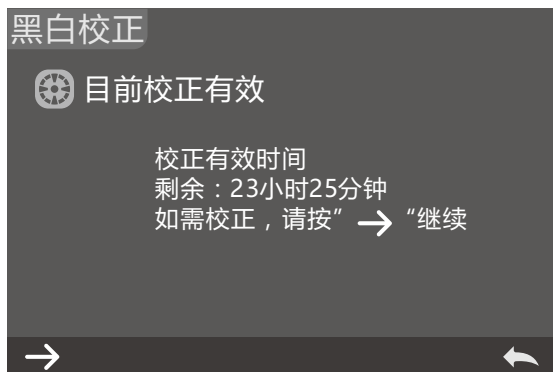 黑白校正
目前校正有效
校正有效时间
剩余：23小时25分钟
如需校正，请按”→“继续